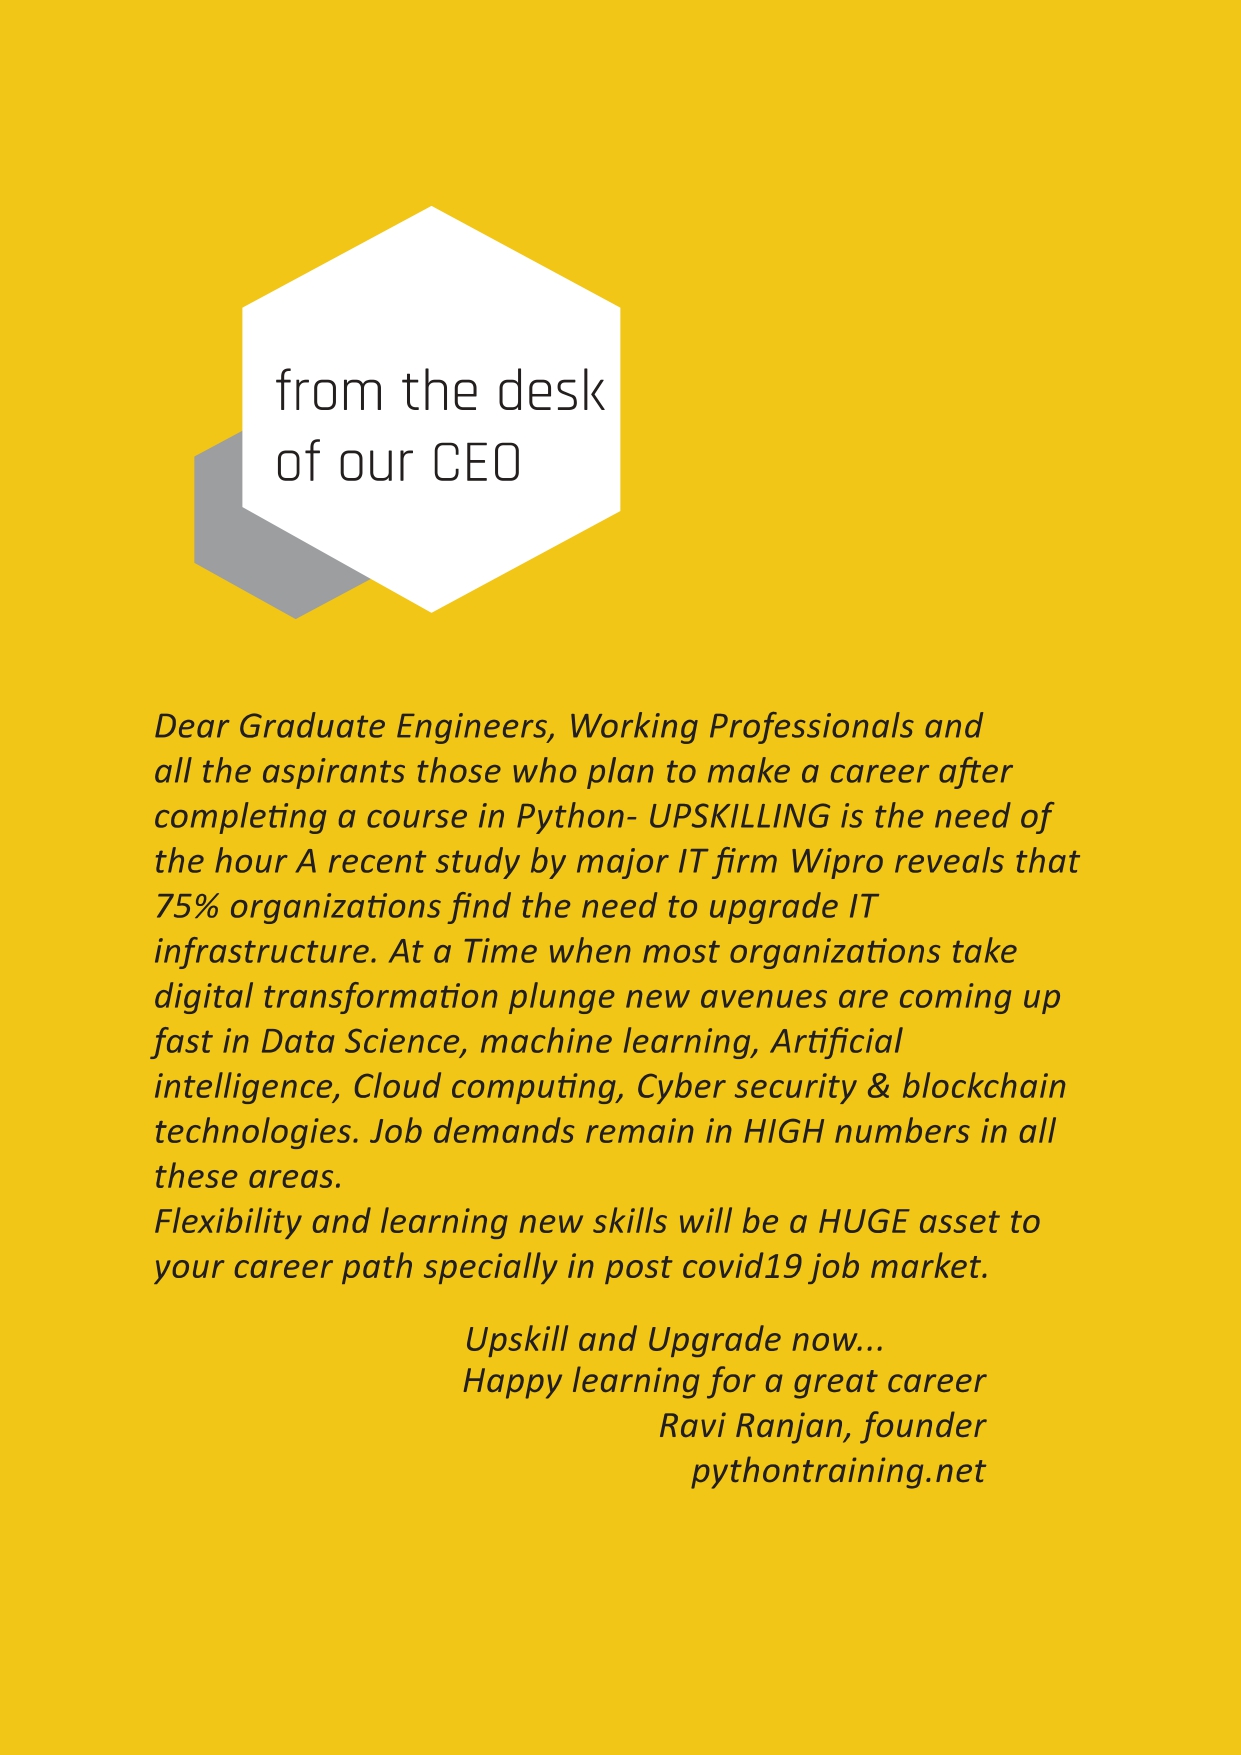 from the desk
of our CEO
Dear Graduate Engineers, Working Professionals and
all the aspirants those who plan to make a career after
completing a course in Python- UPSKILLING is the need of
the hour A recent study by major IT firm Wipro reveals that
75% organizations find the need to upgrade IT
infrastructure. At a Time when most organizations take
digital transformation plunge new avenues are coming up
fast in Data Science, machine learning, Artificial
intelligence, Cloud computing, Cyber security & blockchain
technologies. Job demands remain in HIGH numbers in all
these areas.
Flexibility and learning new skills will be a HUGE asset to
your career path specially in post covid19 job market.
Upskill and Upgrade now...
Happy learning for a great career
Ravi Ranjan, founder
pythontraining.net